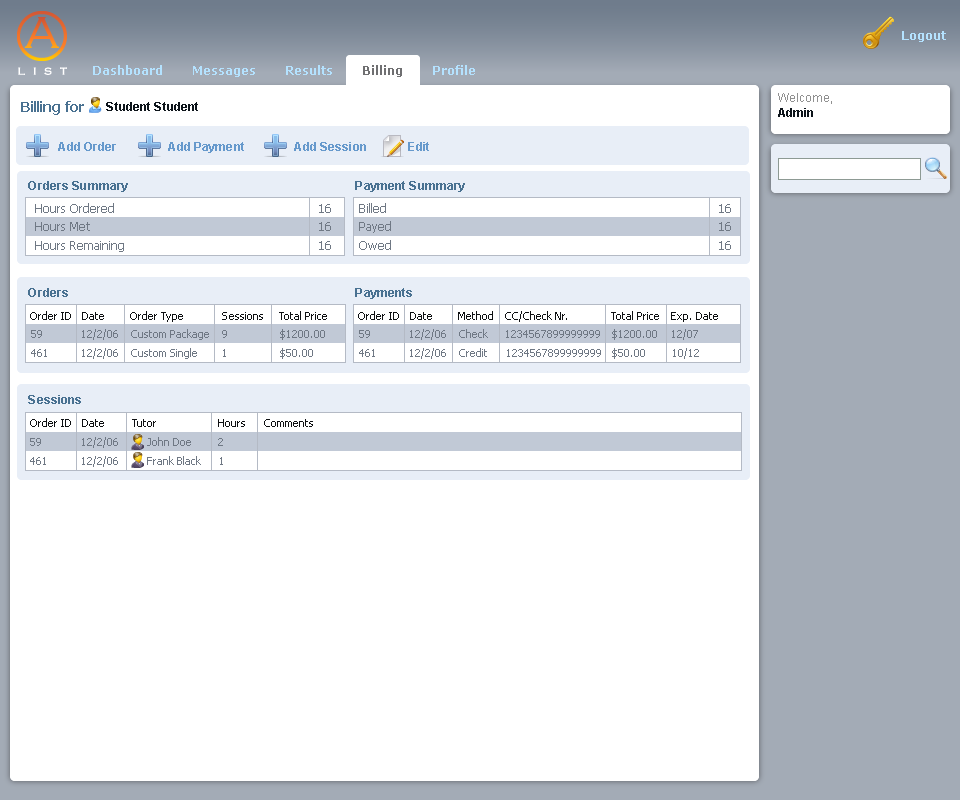 A
LIST
Dashboard Messages Results Billing Profile
Logout
Billing for Student Student
Welcome,
Admin
Add Order Add Payment Add Session Edit
Orders Summary
Hours Ordered 16
Hours Met 16
Hours Remaining 16
Payment Summary
Billed 16
Payed 16
Owed 16
Orders
Order ID Date Order Type Sessions Total Price
59 12/2/06 Custom Package 9 $1200.00
461 12/2/06 Custom Single 1 $50.00
Payments
Order ID Date Method CC/Check Nr. Total Price Exp. Date
59 12/2/06 Check 1234567899999999 $1200.00 12/07
461 12/2/06 Credit 1234567899999999 $50.00 10/12
Sessions
Order ID Date Tutor Hours Comments
59 12/2/06 John Doe 2
461 12/2/06 Frank Black 1